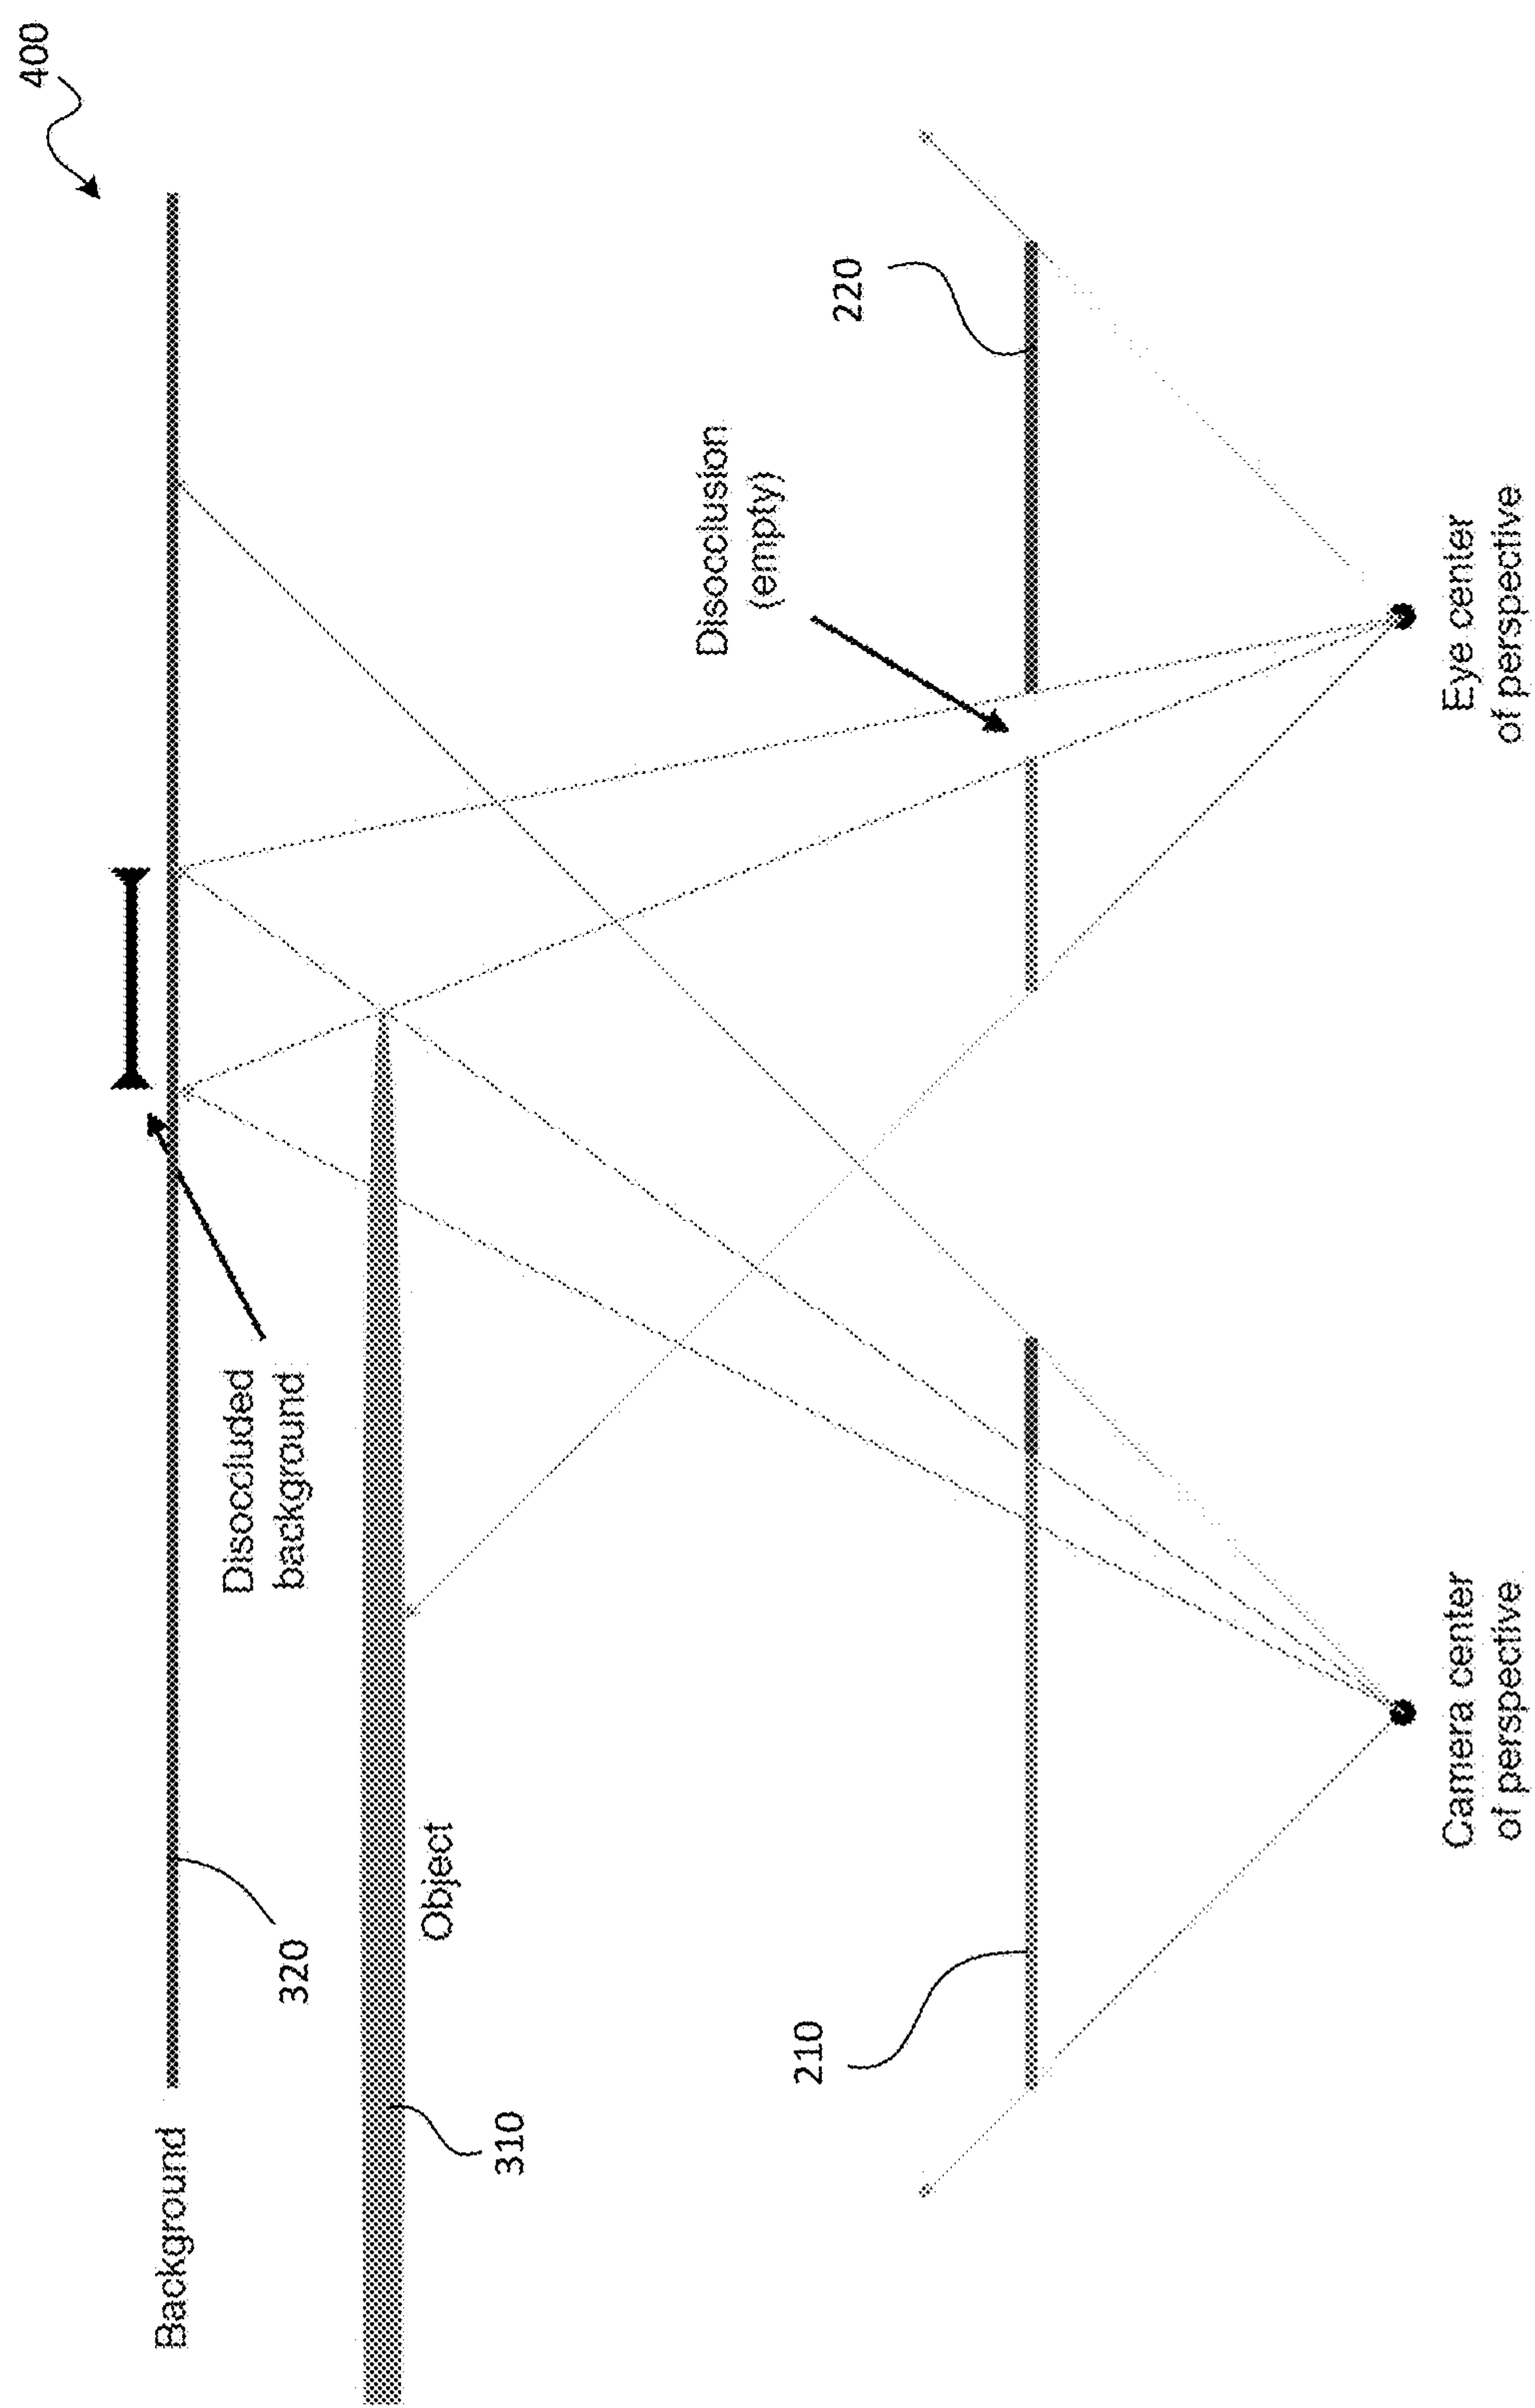 400
Background
320
Disoccluded
background
310
Object
Disocclusion
(empty)
210
220
Camera center
of perspective
Eye center
of perspective